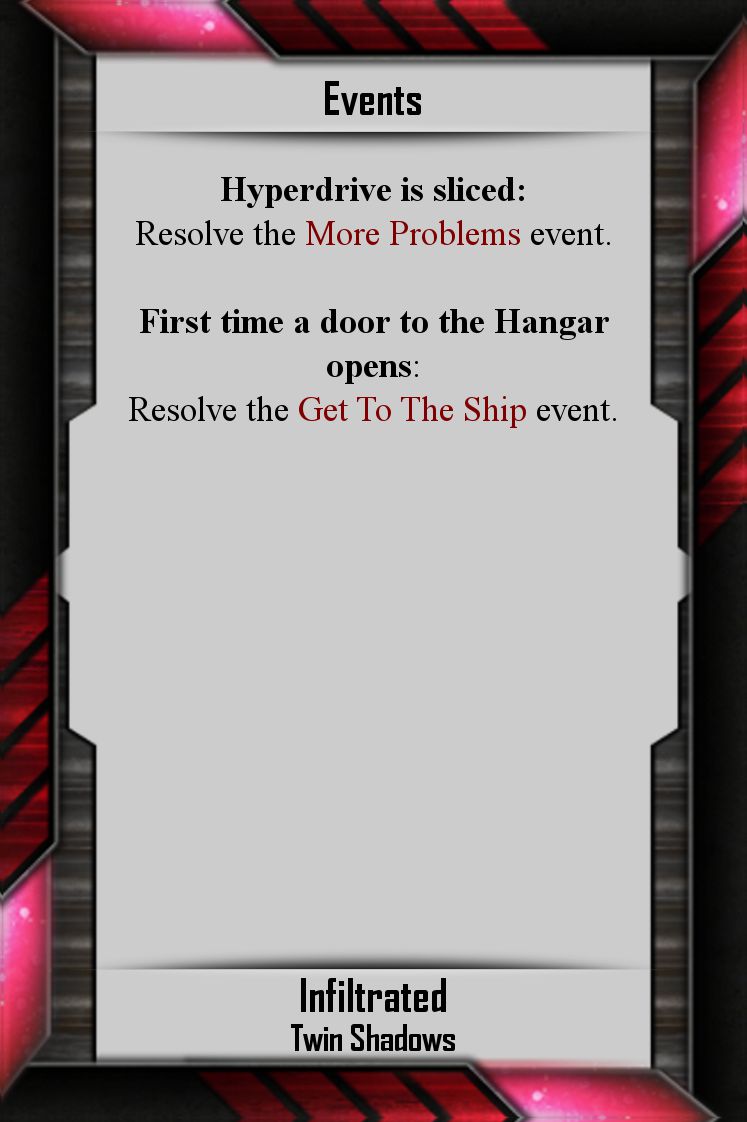 Events
Hyperdrive is sliced:
Resolve the More Problems event.
First time a door to the Hangar
opens:
Resolve the Get To The Ship event.
Infiltrated
Twin Shadows